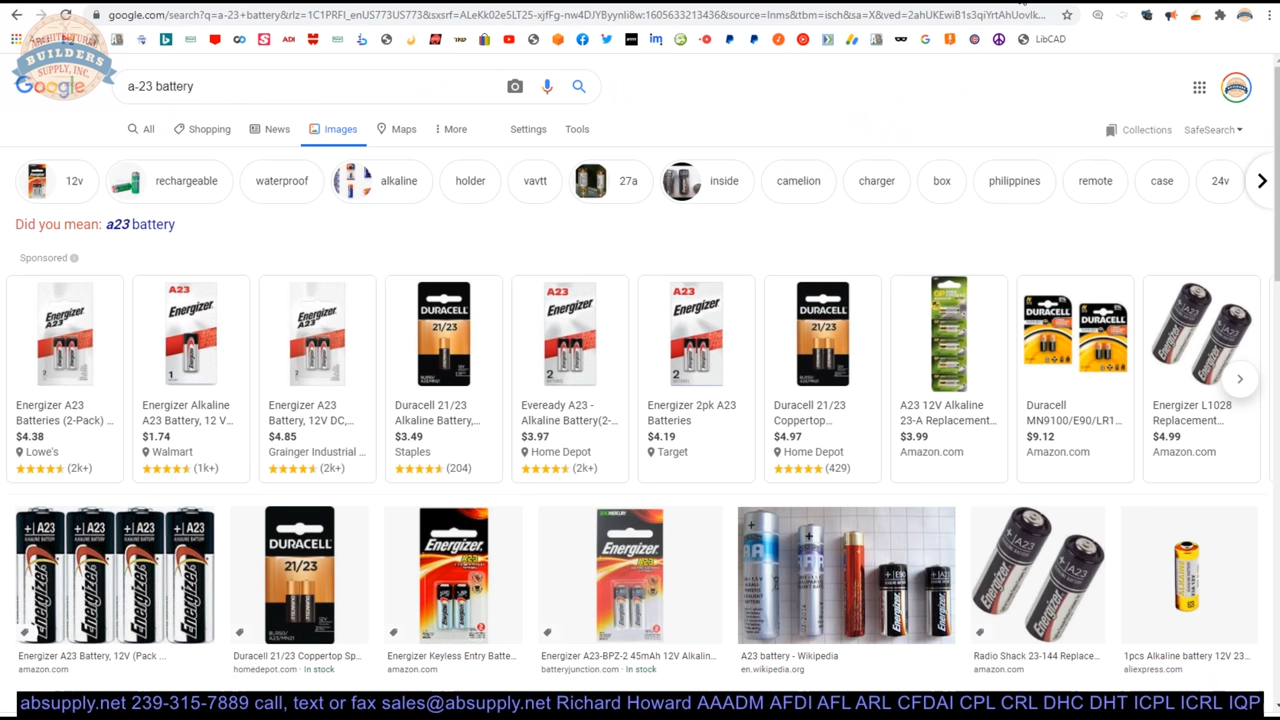 google.com/search?q=a-23+battery&rlz=1C1PRFI_enUS773US773&sxsrf=ALeKk02e5LT25-xjfFg-nw4DJYByynIi8w:1605633213436&source=lnms&tbm=isch&sa=X&ved=2ahUKEwiB1s3qiYrtAhUovlk...
LibCAD
ARCHITECTURAL
BUILDERS
SUPPLY, INC.
Google
a-23 battery
All Shopping News Images Maps More Settings Tools
Collections SafeSearch
12v rechargeable waterproof alkaline holder vavtt 27a inside camelion charger box philippines remote case 24v
Did you mean: a23 battery
Sponsored
Energizer A23 Batteries (2-Pack) ...
$4.38
Lowe's
(2k+)
Energizer Alkaline A23 Battery, 12 V...
$1.74
Walmart
(1k+)
Energizer A23 Battery, 12V DC,...
$4.85
Grainger Industrial ...
(2k+)
Duracell 21/23 Alkaline Battery,...
$3.49
Staples
(204)
Eveready A23 - Alkaline Battery(2-...
$3.97
Home Depot
(2k+)
Energizer 2pk A23 Batteries
$4.19
Target
Duracell 21/23 Coppertop...
$4.97
Home Depot
(429)
A23 12V Alkaline 23-A Replacement...
$3.99
Amazon.com
Duracell MN9100/E90/LR1...
$9.12
Amazon.com
Energizer L1028 Replacement...
$4.99
Amazon.com
Energizer A23 Battery, 12V (Pack ...
amazon.com
Duracell 21/23 Coppertop Sp...
homedepot.com · In stock
Energizer Keyless Entry Batte...
amazon.com
Energizer A23-BPZ-2 45mAh 12V Alkalin...
batteryjunction.com · In stock
A23 battery - Wikipedia
en.wikipedia.org
Radio Shack 23-144 Replace...
amazon.com
1pcs Alkaline battery 12V 23...
aliexpress.com
absupply.net 239-315-7889 call, text or fax sales@absupply.net Richard Howard AAADM AFDI AFL ARL CFDAI CPL CRL DHC DHT ICPL ICRL IQP